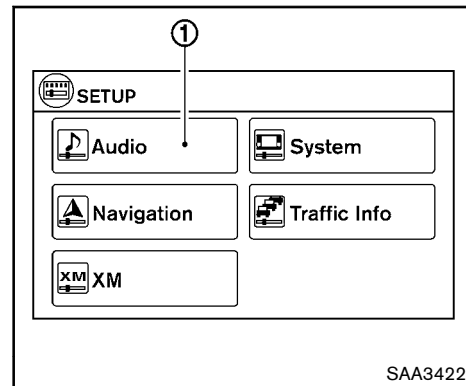 ①
SETUP
Audio
System
Navigation
Traffic Info
XM XM
SAA3422